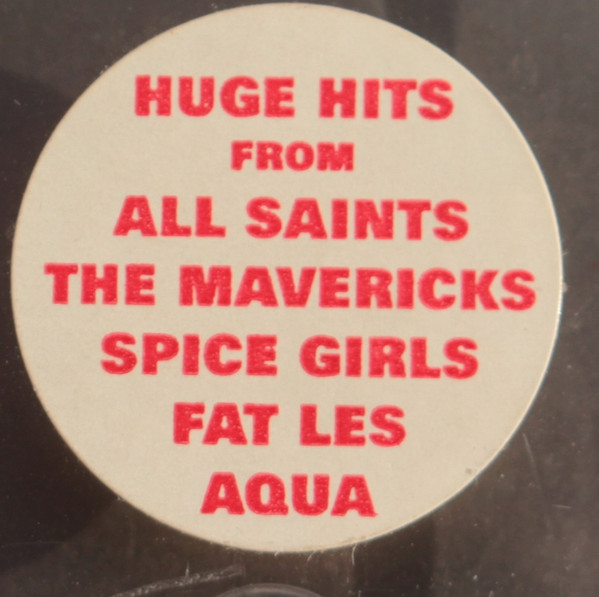 HUGE HITS
FROM
ALL SAINTS
THE MAVERICKS
SPICE GIRLS
FAT LES
AQUA